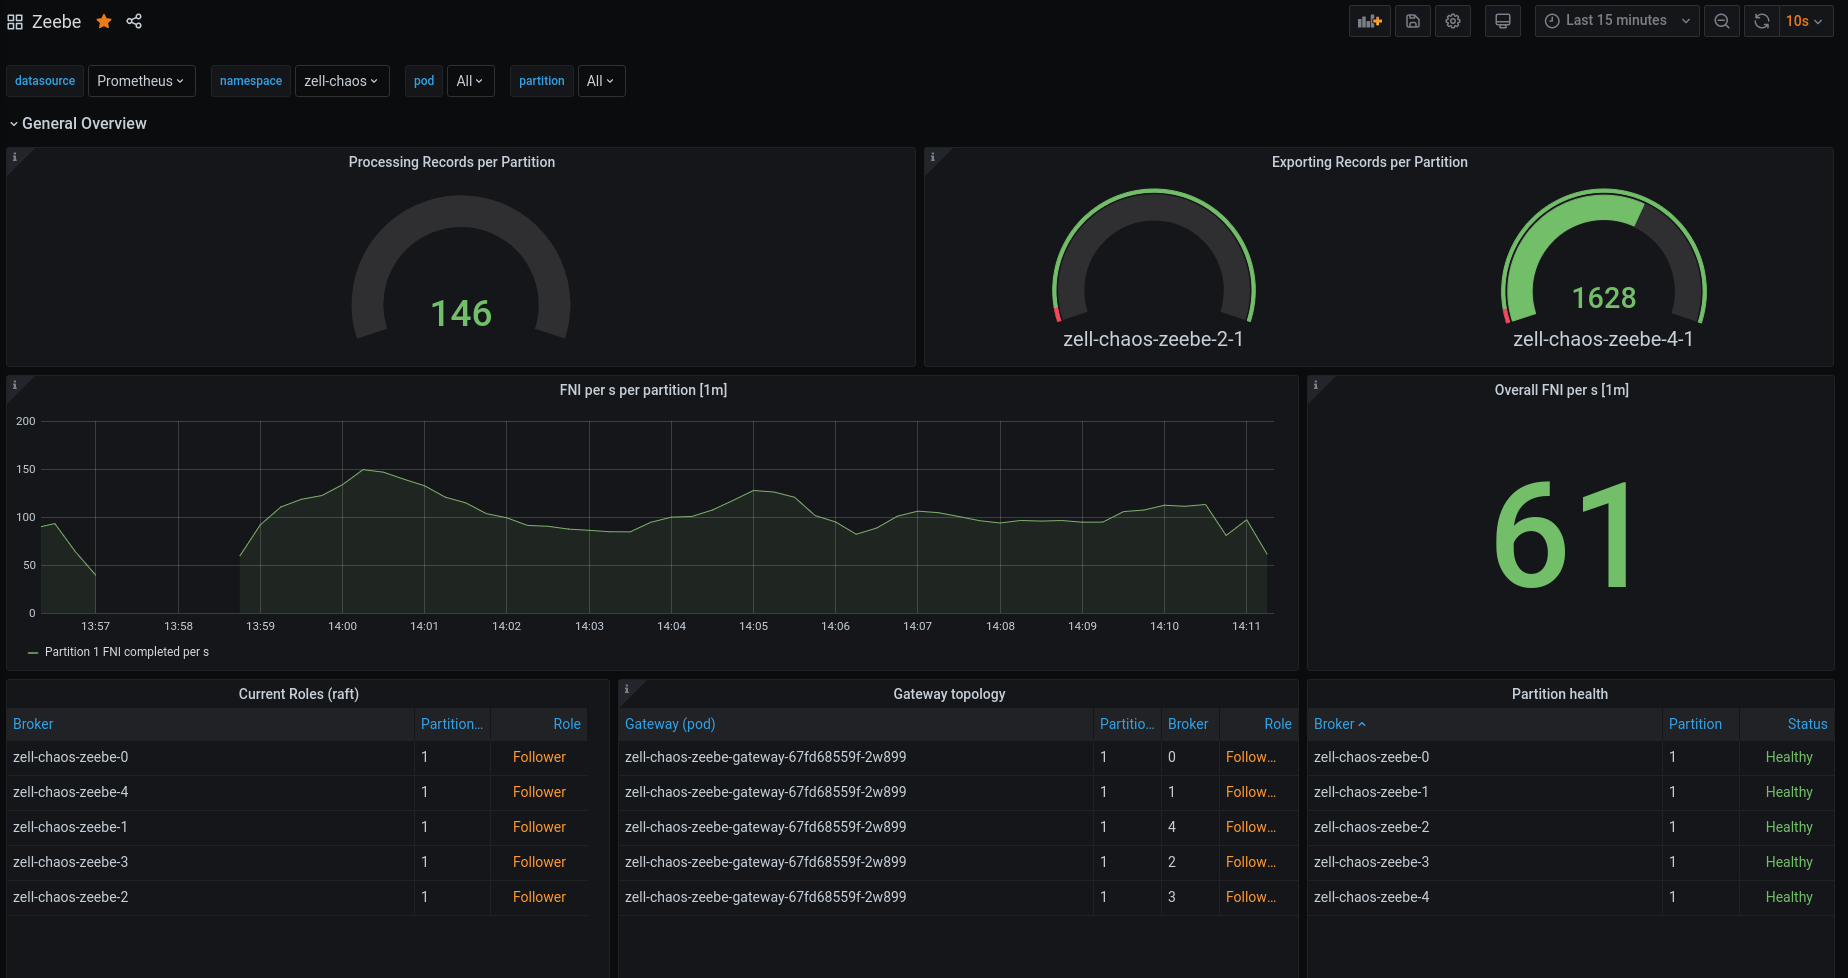 Zeebe
Last 15 minutes
10s
datasource Prometheus namespace zell-chaos pod All partition All
General Overview
Processing Records per Partition
146
Exporting Records per Partition
1628
zell-chaos-zeebe-2-1 zell-chaos-zeebe-4-1
FNI per s per partition [1m]
200
150
100
50
0
13:57 13:58 13:59 14:00 14:01 14:02 14:03 14:04 14:05 14:06 14:07 14:08 14:09 14:10 14:11
Partition 1 FNI completed per s
Overall FNI per s [1m]
61
Current Roles (raft)
Broker Partition... Role
zell-chaos-zeebe-0 1 Follower
zell-chaos-zeebe-4 1 Follower
zell-chaos-zeebe-1 1 Follower
zell-chaos-zeebe-3 1 Follower
zell-chaos-zeebe-2 1 Follower
Gateway topology
Gateway (pod) Partitio... Broker Role
zell-chaos-zeebe-gateway-67fd68559f-2w899 1 0 Follow...
zell-chaos-zeebe-gateway-67fd68559f-2w899 1 1 Follow...
zell-chaos-zeebe-gateway-67fd68559f-2w899 1 4 Follow...
zell-chaos-zeebe-gateway-67fd68559f-2w899 1 2 Follow...
zell-chaos-zeebe-gateway-67fd68559f-2w899 1 3 Follow...
Partition health
Broker Partition Status
zell-chaos-zeebe-0 1 Healthy
zell-chaos-zeebe-1 1 Healthy
zell-chaos-zeebe-2 1 Healthy
zell-chaos-zeebe-3 1 Healthy
zell-chaos-zeebe-4 1 Healthy